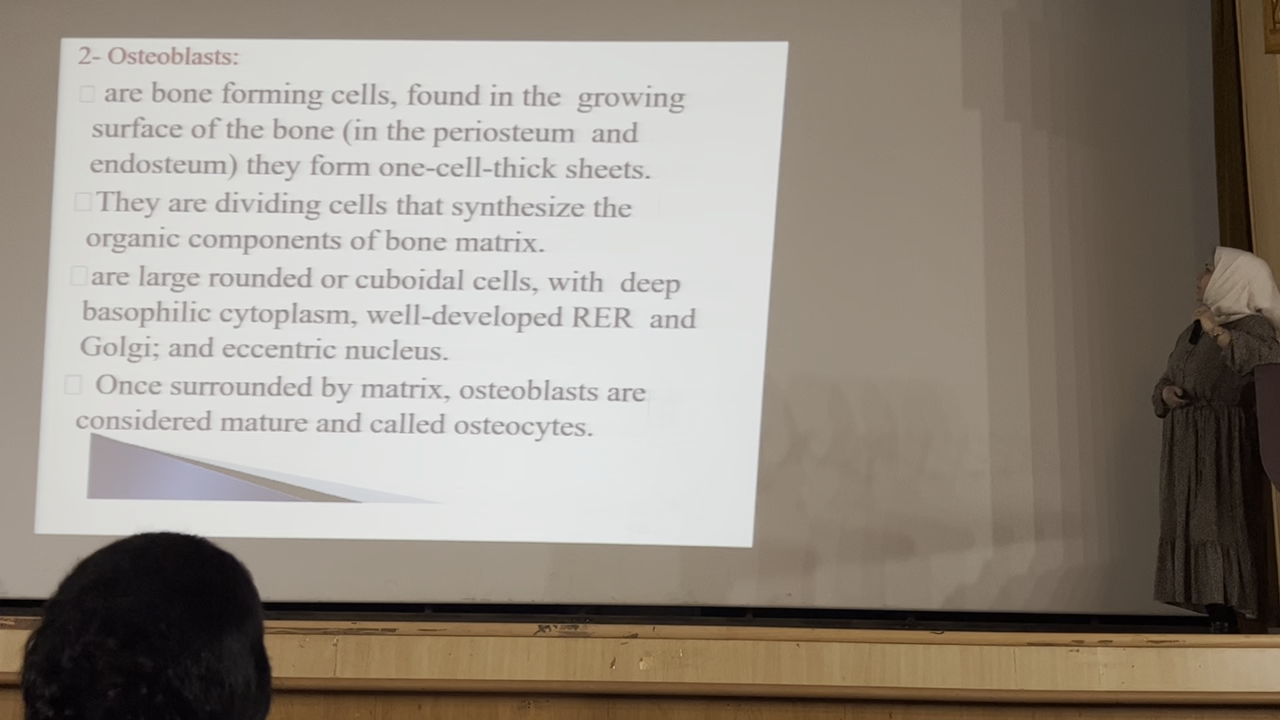 2- Osteoblasts:
are bone forming cells, found in the growing
surface of the bone (in the periosteum and
endosteum) they form one-cell-thick sheets.
They are dividing cells that synthesize the
organic components of bone matrix.
are large rounded or cuboidal cells, with deep
basophilic cytoplasm, well-developed RER and
Golgi; and eccentric nucleus.
Once surrounded by matrix, osteoblasts are
considered mature and called osteocytes.